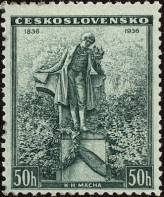 ČESKOSLOVENSKO
1836 1936
K. H. MÁCHA
50h 50h